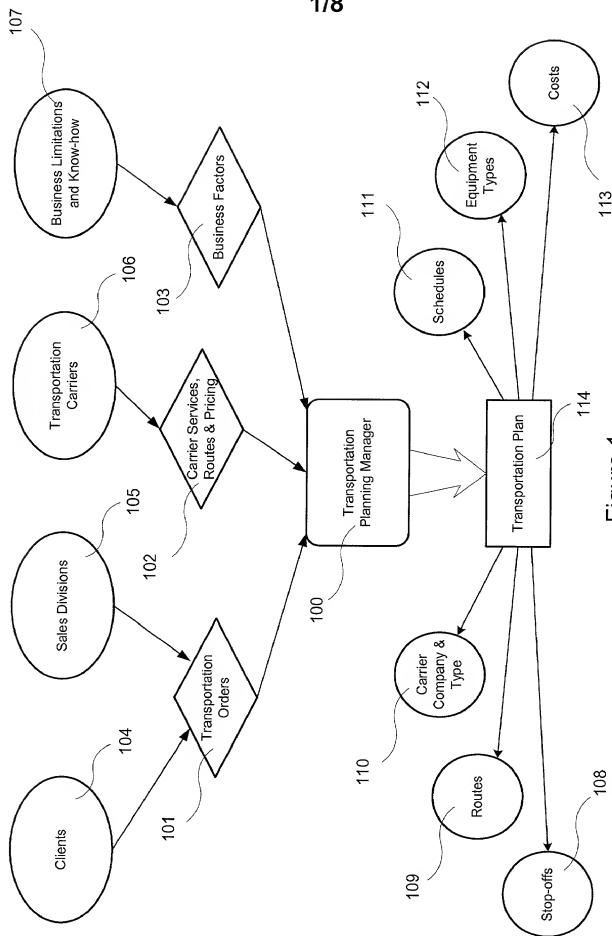 1/8
107
Business Limitations
and Know-how
106
Transportation
Carriers
105
Sales Divisions
104
Clients
Business Factors
103
Carrier Services,
Routes & Pricing
102
Transportation
Orders
101
Transportation
Planning Manager
100
Costs
113
Equipment
Types
112
Schedules
111
Transportation Plan
114
Carrier
Company &
Type
110
Routes
109
Stop-offs
108